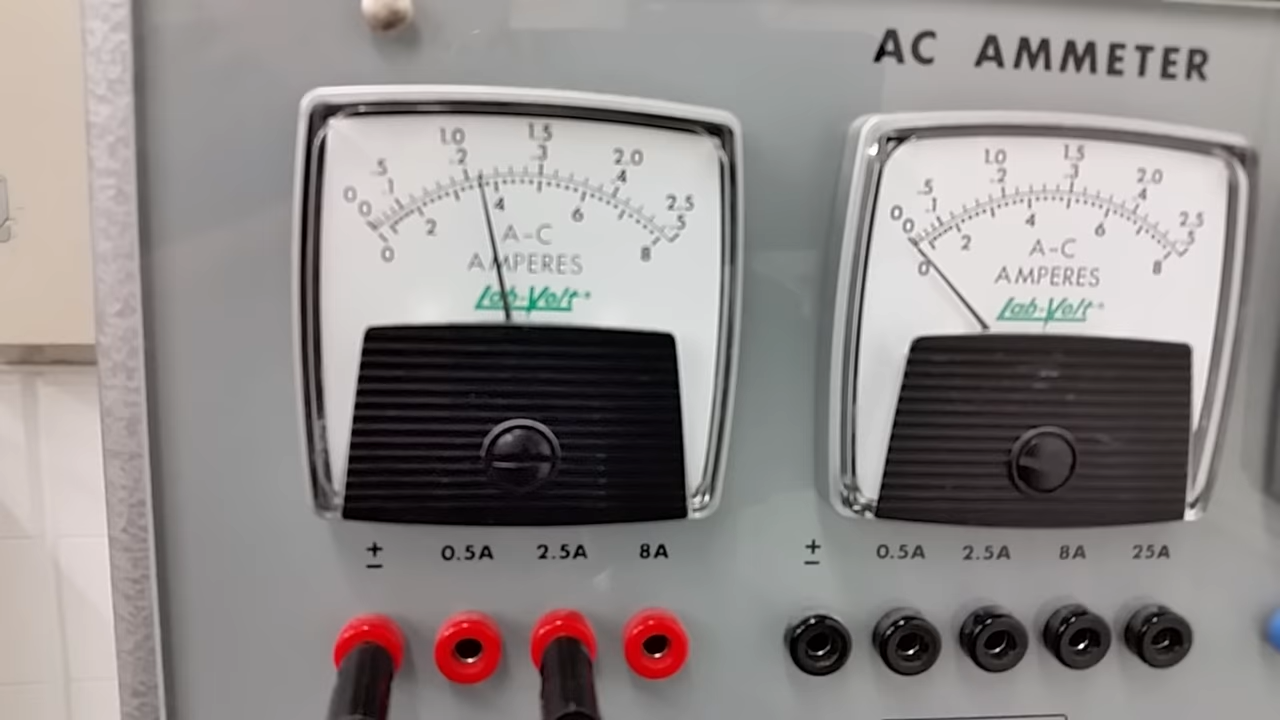 AC AMMETER
0 .5 1.0 1.5 2.0 2.5
0 .1 .2 .3 .4 .5
0 2 4 6 8
A-C
AMPERES
Lab-Volt
± 0.5A 2.5A 8A
0 .5 1.0 1.5 2.0 2.5
0 .1 .2 .3 .4 .5
0 2 4 6 8
A-C
AMPERES
Lab-Volt
± 0.5A 2.5A 8A 25A